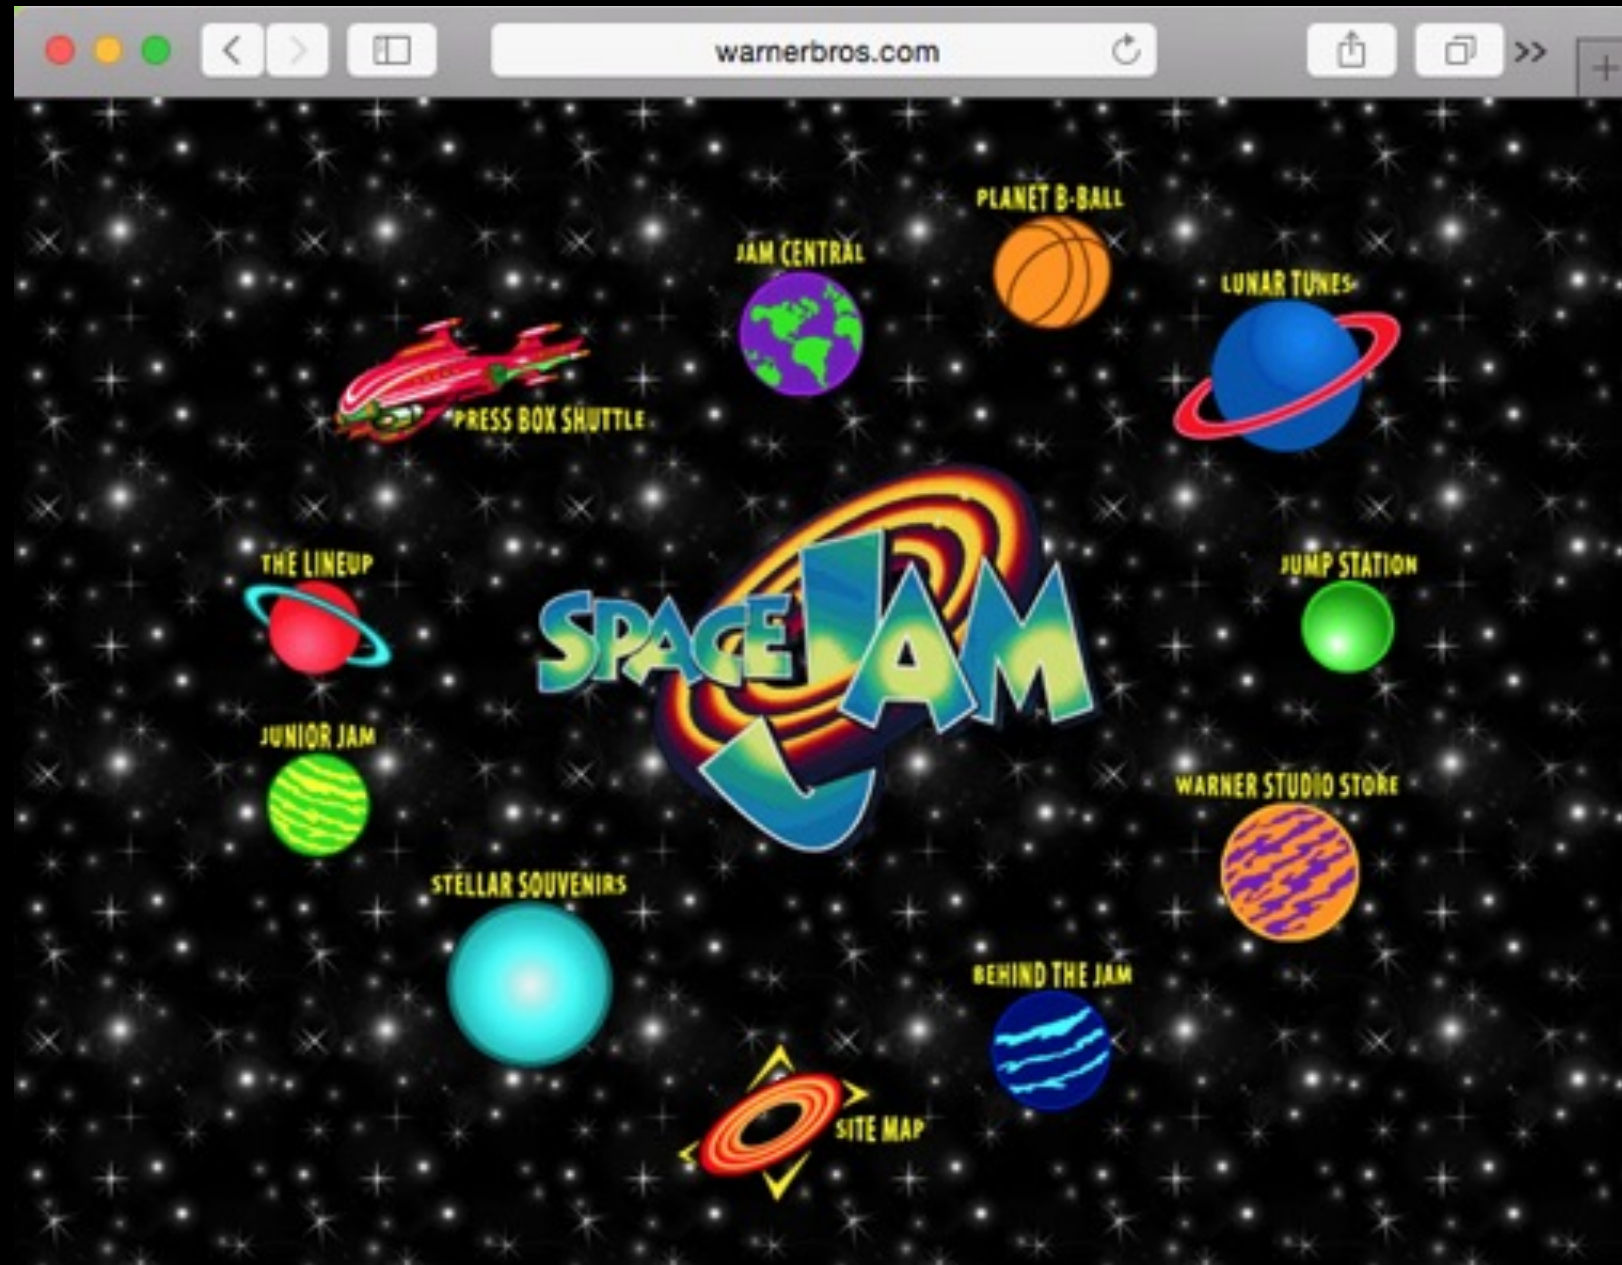 warnerbros.com
PLANET B-BALL
JAM CENTRAL
LUNAR TUNES
PRESS BOX SHUTTLE
THE LINEUP
JUMP STATION
SPACE JAM
JUNIOR JAM
WARNER STUDIO STORE
STELLAR SOUVENIRS
BEHIND THE JAM
SITE MAP